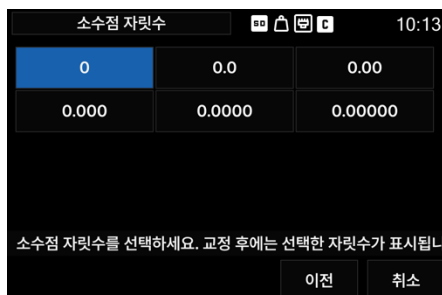 소수점 자릿수 SD C 10:13
0 0.0 0.00
0.000 0.0000 0.00000
소수점 자릿수를 선택하세요. 교정 후에는 선택한 자릿수가 표시됩니
이전 취소